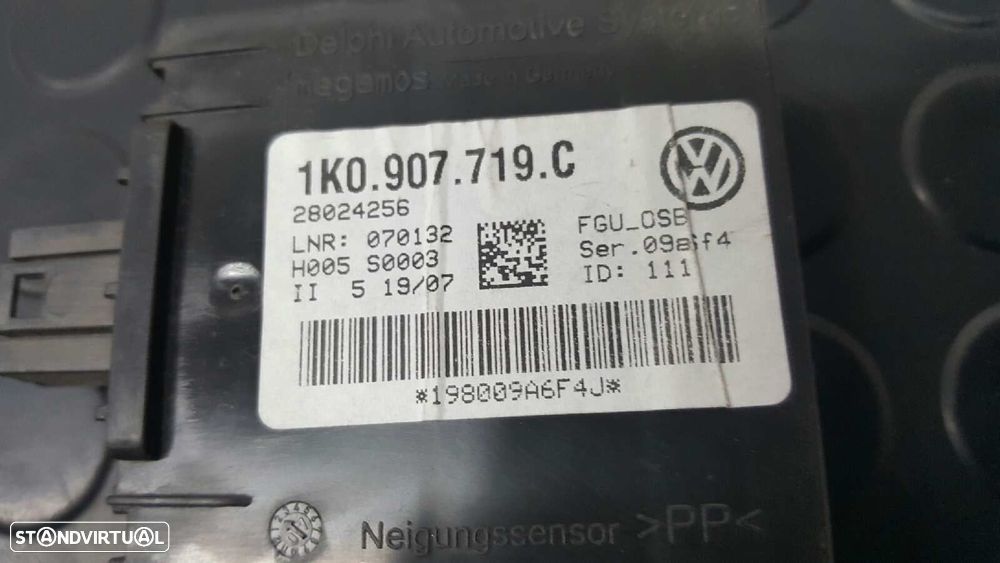 Delphi Automotive Systems
megamos Made in Germany
1K0.907.719.C
28024256
LNR: 070132
H005 S0003
II 5 19/07
FGU_OSB
Ser.09a6f4
ID: 111
*198009A6F4J*
Neigungssensor >PP<
STANDVIRTUAL